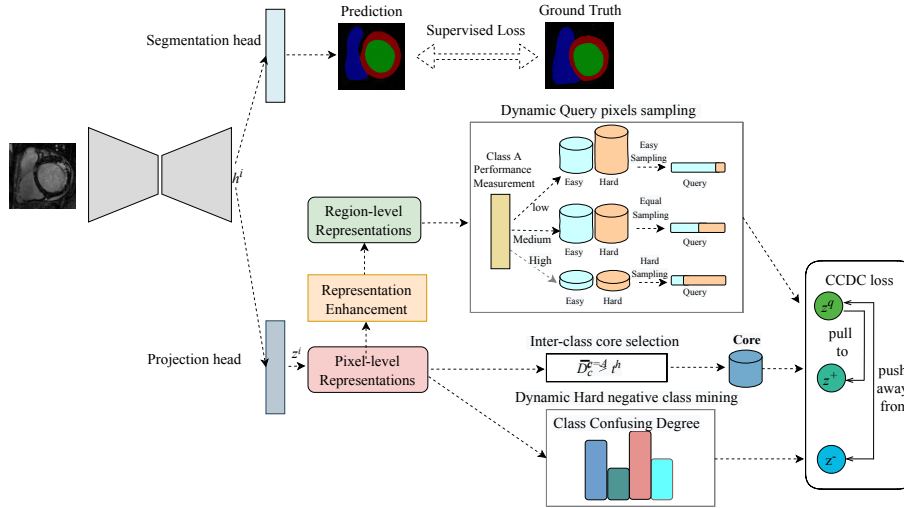 Prediction
Ground Truth
Segmentation head
Supervised Loss
Dynamic Query pixels sampling
h^i
Class A
Performance
Measurement
low
Medium
High
Easy
Hard
Easy
Sampling
Query
Easy
Hard
Equal
Sampling
Query
Easy
Hard
Hard
Sampling
Query
Region-level
Representations
Representation
Enhancement
Projection head
z^i
Pixel-level
Representations
Inter-class core selection
Core
Dynamic Hard negative class mining
Class Confusing Degree
CCDC loss
z^q
pull
to
z^+
push
away
from
z^-